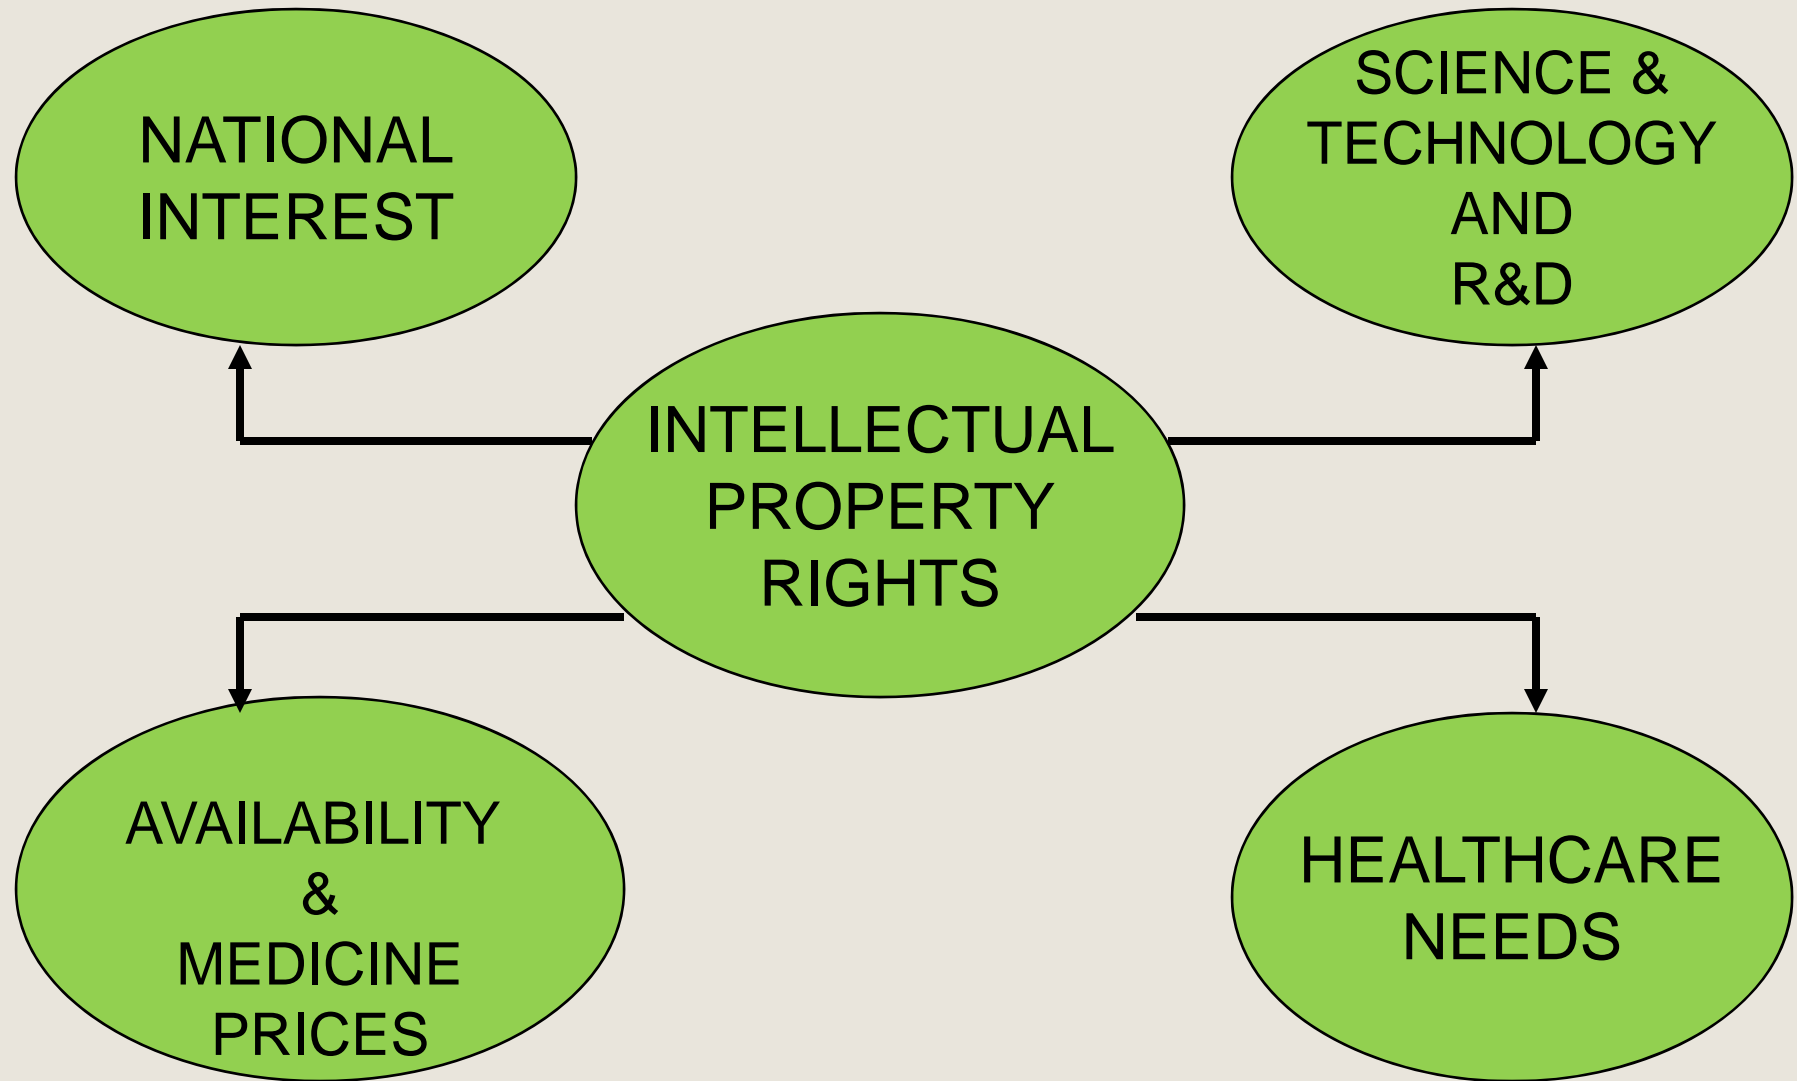 NATIONAL
INTEREST
SCIENCE &
TECHNOLOGY
AND
R&D
INTELLECTUAL
PROPERTY
RIGHTS
AVAILABILITY
&
MEDICINE
PRICES
HEALTHCARE
NEEDS